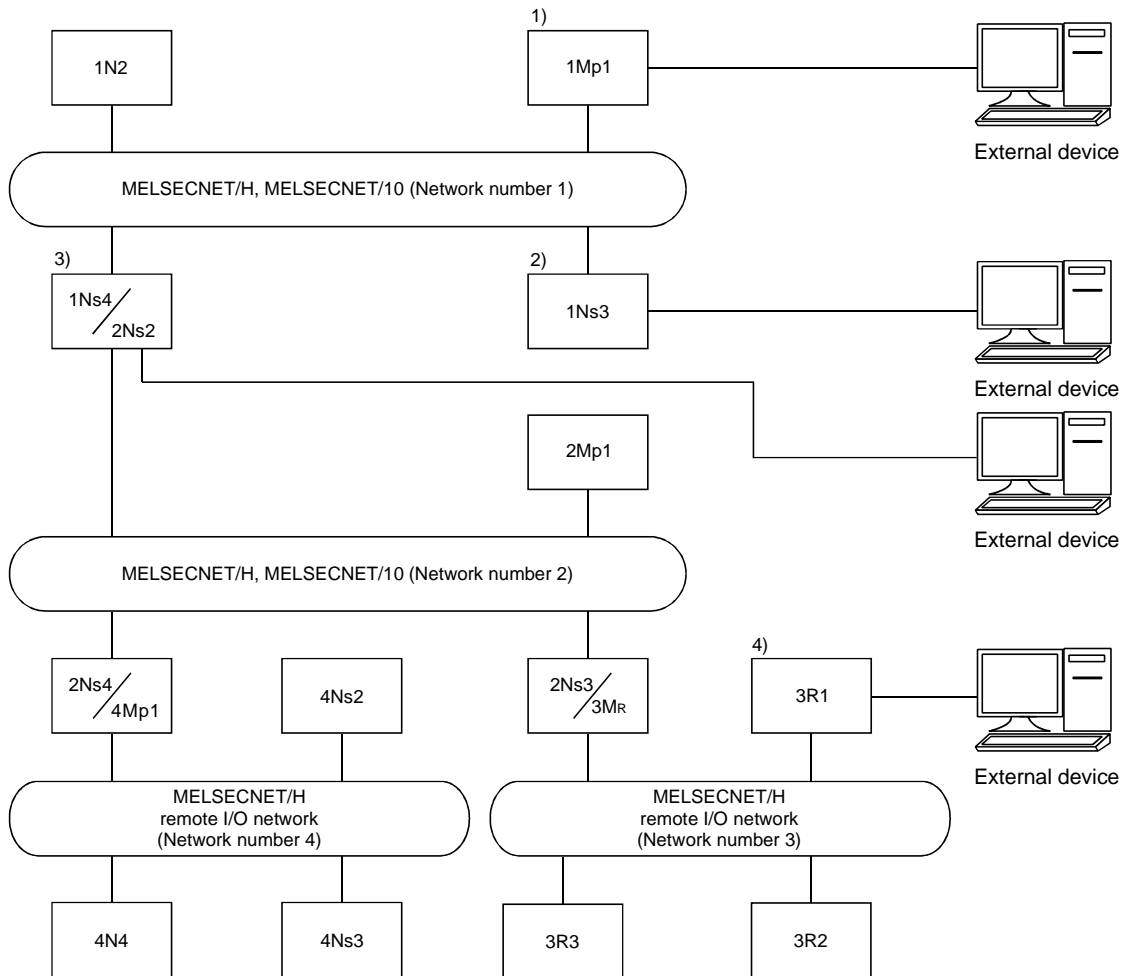 1)
1N2
1Mp1
External device
MELSECNET/H, MELSECNET/10 (Network number 1)
3)
2)
1Ns4
2Ns2
1Ns3
External device
2Mp1
External device
MELSECNET/H, MELSECNET/10 (Network number 2)
4)
2Ns4
4Mp1
4Ns2
2Ns3
3MR
3R1
External device
MELSECNET/H
remote I/O network
(Network number 4)
MELSECNET/H
remote I/O network
(Network number 3)
4N4
4Ns3
3R3
3R2